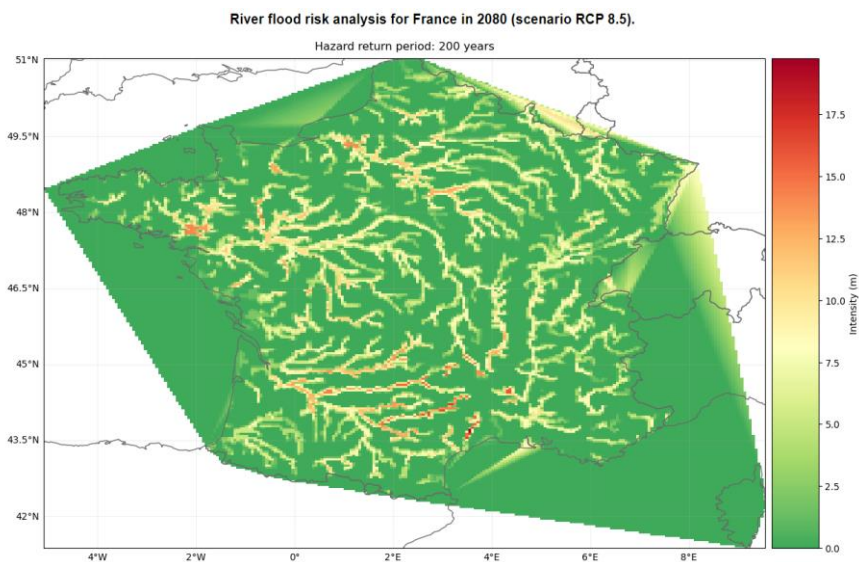 River flood risk analysis for France in 2080 (scenario RCP 8.5).
Hazard return period: 200 years
51°N
49.5°N
48°N
46.5°N
45°N
43.5°N
42°N
4°W
2°W
0°
2°E
4°E
6°E
8°E
17.5
15.0
12.5
10.0
7.5
5.0
2.5
0.0
Intensity (m)